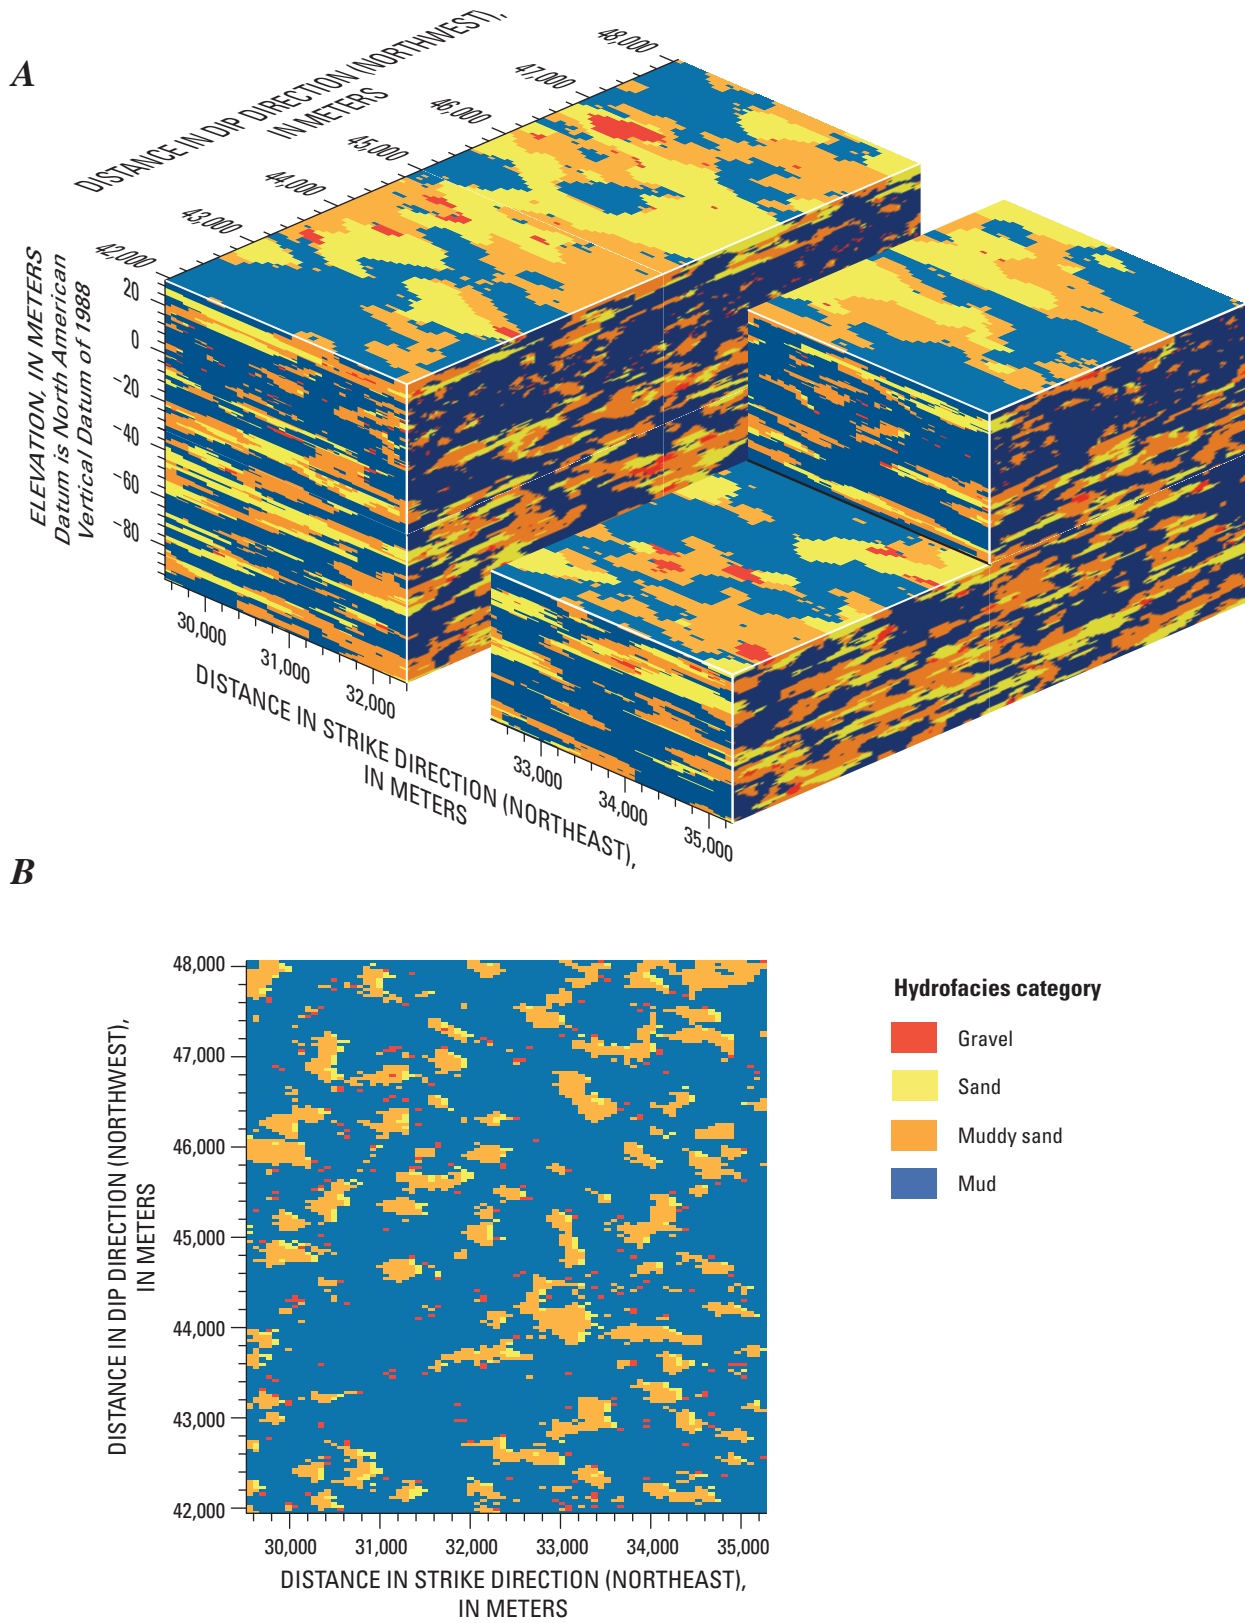 A
DISTANCE IN DIP DIRECTION (NORTHWEST),
IN METERS
48,000
47,000
46,000
45,000
44,000
43,000
42,000
ELEVATION, IN METERS
Datum is North American
Vertical Datum of 1988
20
0
−20
−40
−60
−80
30,000
31,000
32,000
33,000
34,000
35,000
DISTANCE IN STRIKE DIRECTION (NORTHEAST),
IN METERS
B
48,000
47,000
46,000
45,000
44,000
43,000
42,000
DISTANCE IN DIP DIRECTION (NORTHWEST),
IN METERS
30,000
31,000
32,000
33,000
34,000
35,000
DISTANCE IN STRIKE DIRECTION (NORTHEAST),
IN METERS
Hydrofacies category
Gravel
Sand
Muddy sand
Mud